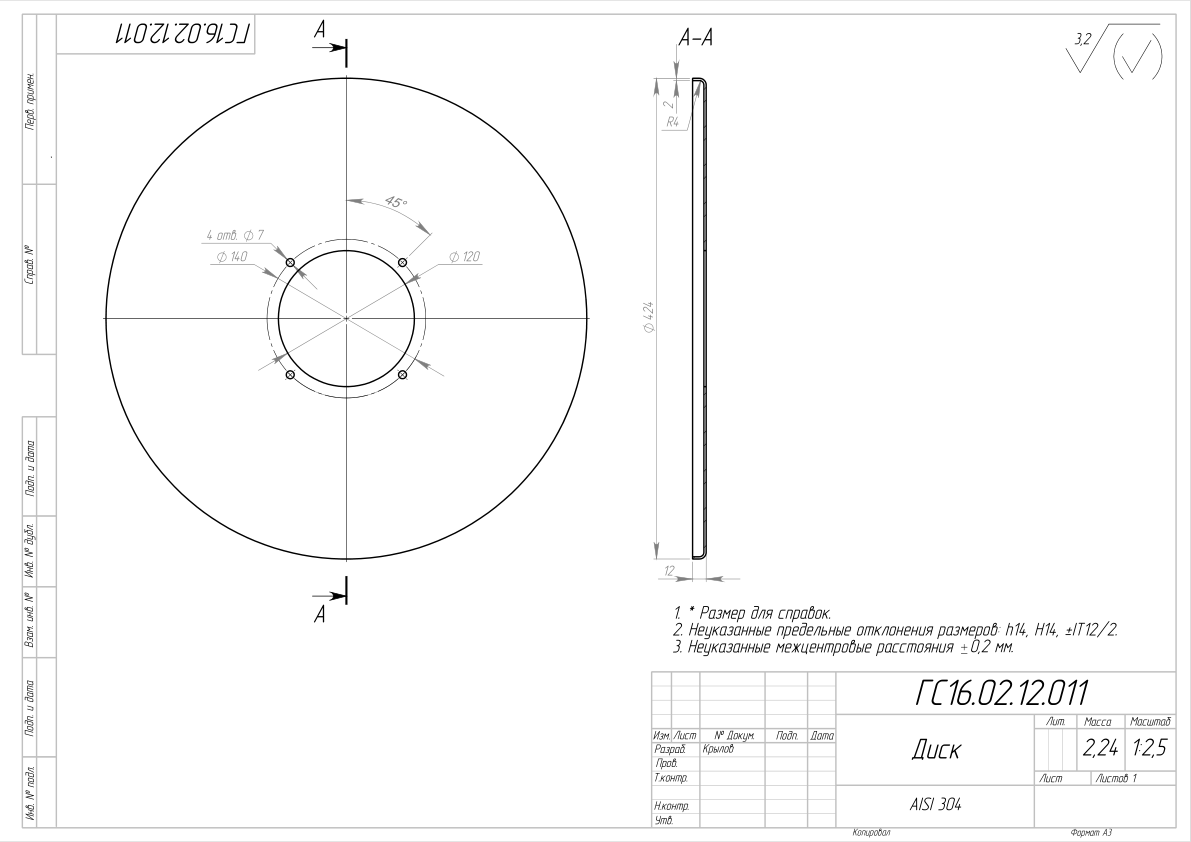 ГС16.02.12.011
А
А-А
3,2
2
R4
45°
4 отв. ∅ 7
∅ 140
∅ 120
∅ 424
12
А
1. * Размер для справок.
2. Неуказанные предельные отклонения размеров: h14, H14, ±IT12/2.
3. Неуказанные межцентровые расстояния ±0,2 мм.
Перв. примен.
Справ. №
Подп. и дата
Инв. № дубл.
Взам. инв. №
Подп. и дата
Инв. № подл.
ГС16.02.12.011
Изм. Лист № Докум. Подп. Дата
Разраб. Крылов
Пров.
Т.контр.
Н.контр.
Утв.
Диск
AISI 304
Лит. Масса Масштаб
2,24 1:2,5
Лист Листов 1
Копировал Формат А3